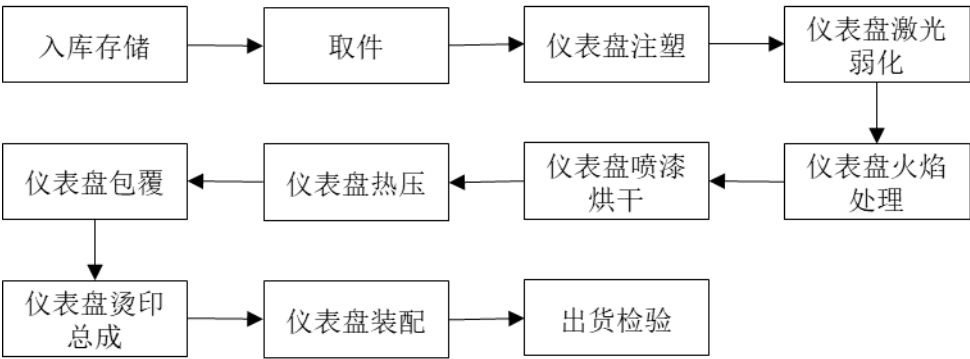 入库存储
取件
仪表盘注塑
仪表盘激光
弱化
仪表盘火焰
处理
仪表盘喷漆
烘干
仪表盘热压
仪表盘包覆
仪表盘烫印
总成
仪表盘装配
出货检验